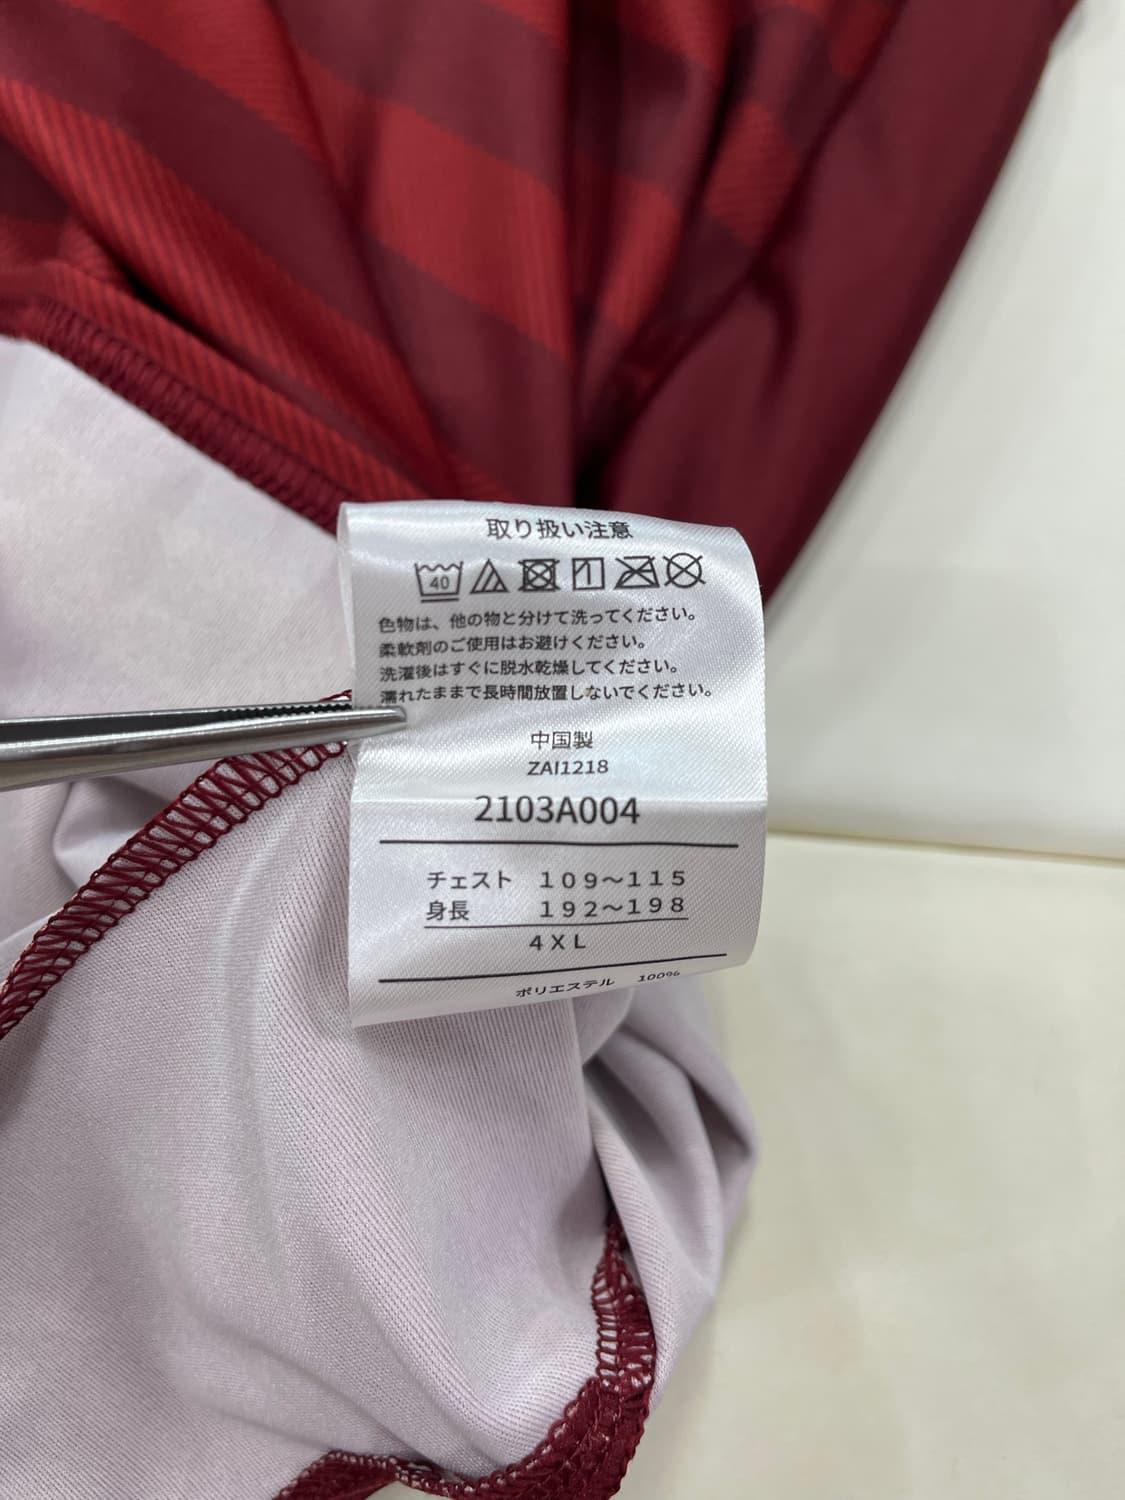 取り扱い注意
40
色物は、他の物と分けて洗ってください。
柔軟剤のご使用はお避けください。
洗濯後はすぐに脱水乾燥してください。
濡れたままで長時間放置しないでください。
中国製
ZAI1218
2103A004
チェスト 109～115
身長 192～198
4XL
ポリエステル 100%